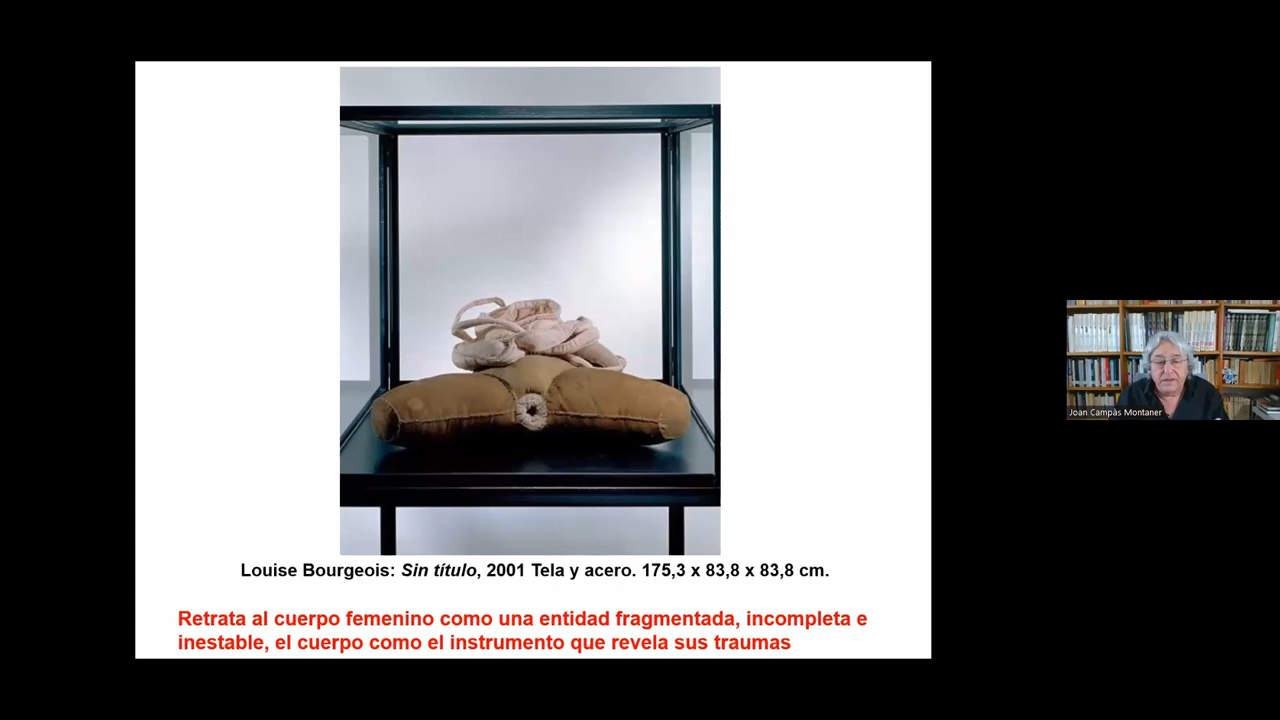 Louise Bourgeois: Sin título, 2001 Tela y acero. 175,3 x 83,8 x 83,8 cm.
Retrata al cuerpo femenino como una entidad fragmentada, incompleta e
inestable, el cuerpo como el instrumento que revela sus traumas
Joan Campàs Montaner